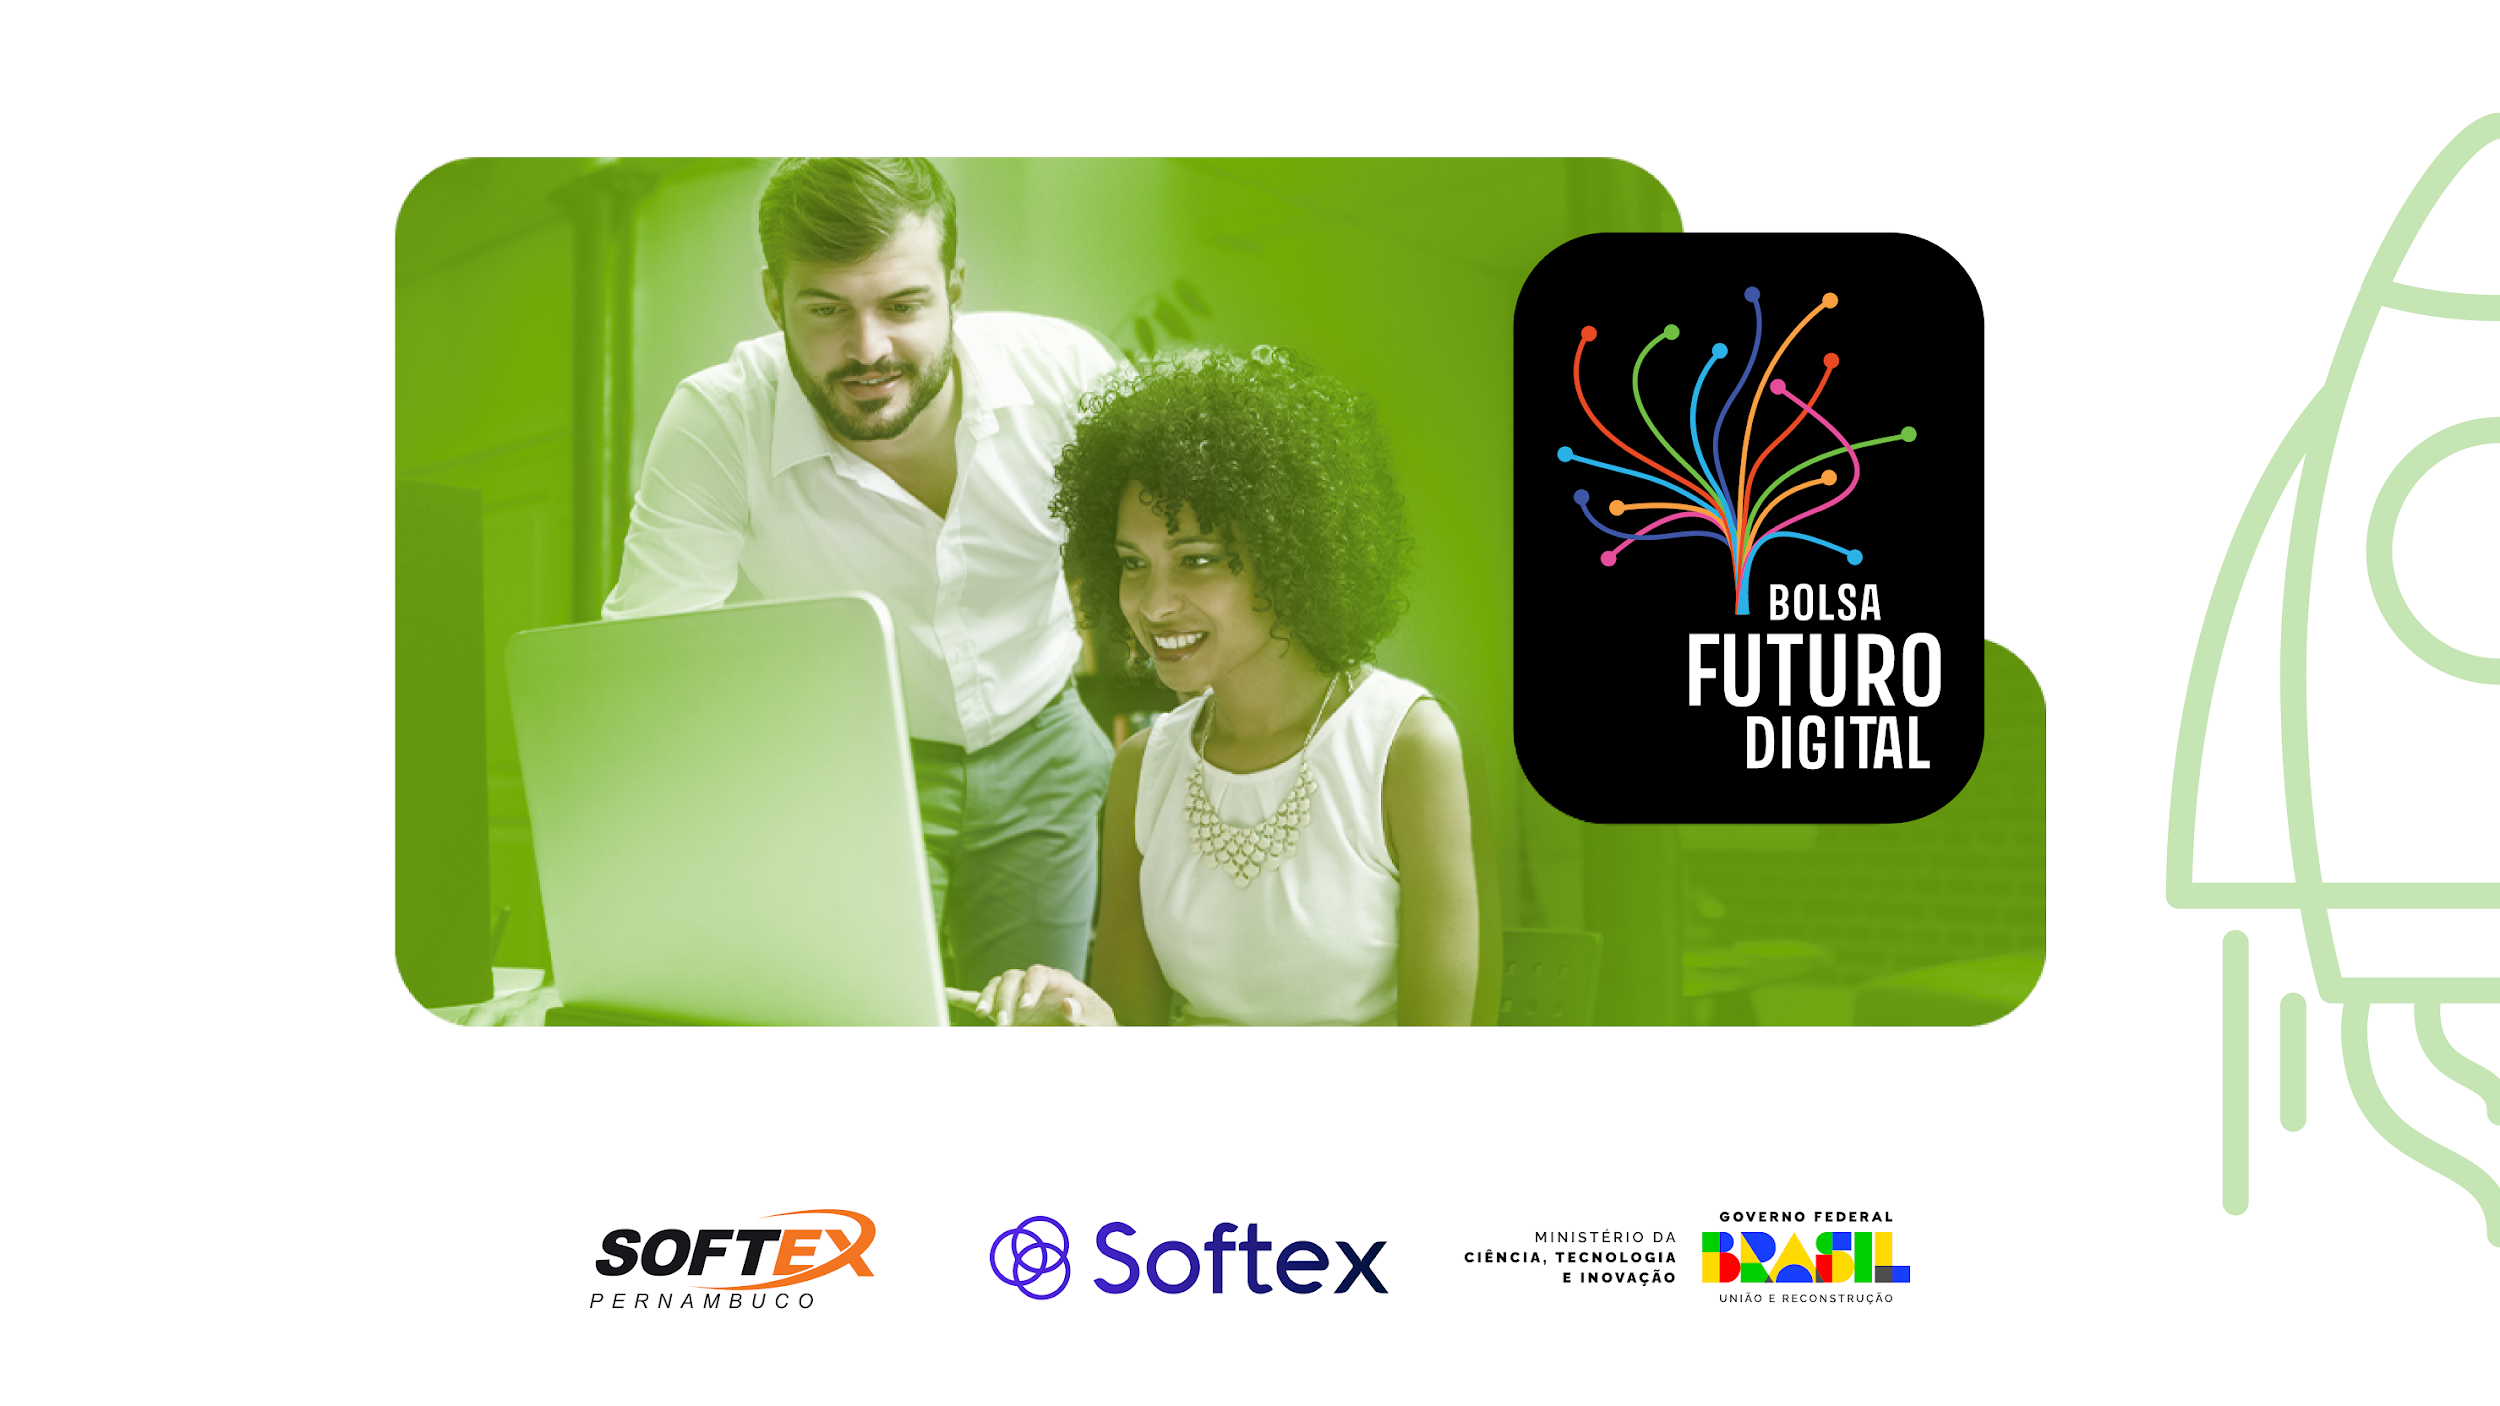 BOLSA
FUTURO
DIGITAL
SOFTEX
PERNAMBUCO
Softex
MINISTÉRIO DA
CIÊNCIA, TECNOLOGIA
E INOVAÇÃO
GOVERNO FEDERAL
BRASIL
UNIÃO E RECONSTRUÇÃO